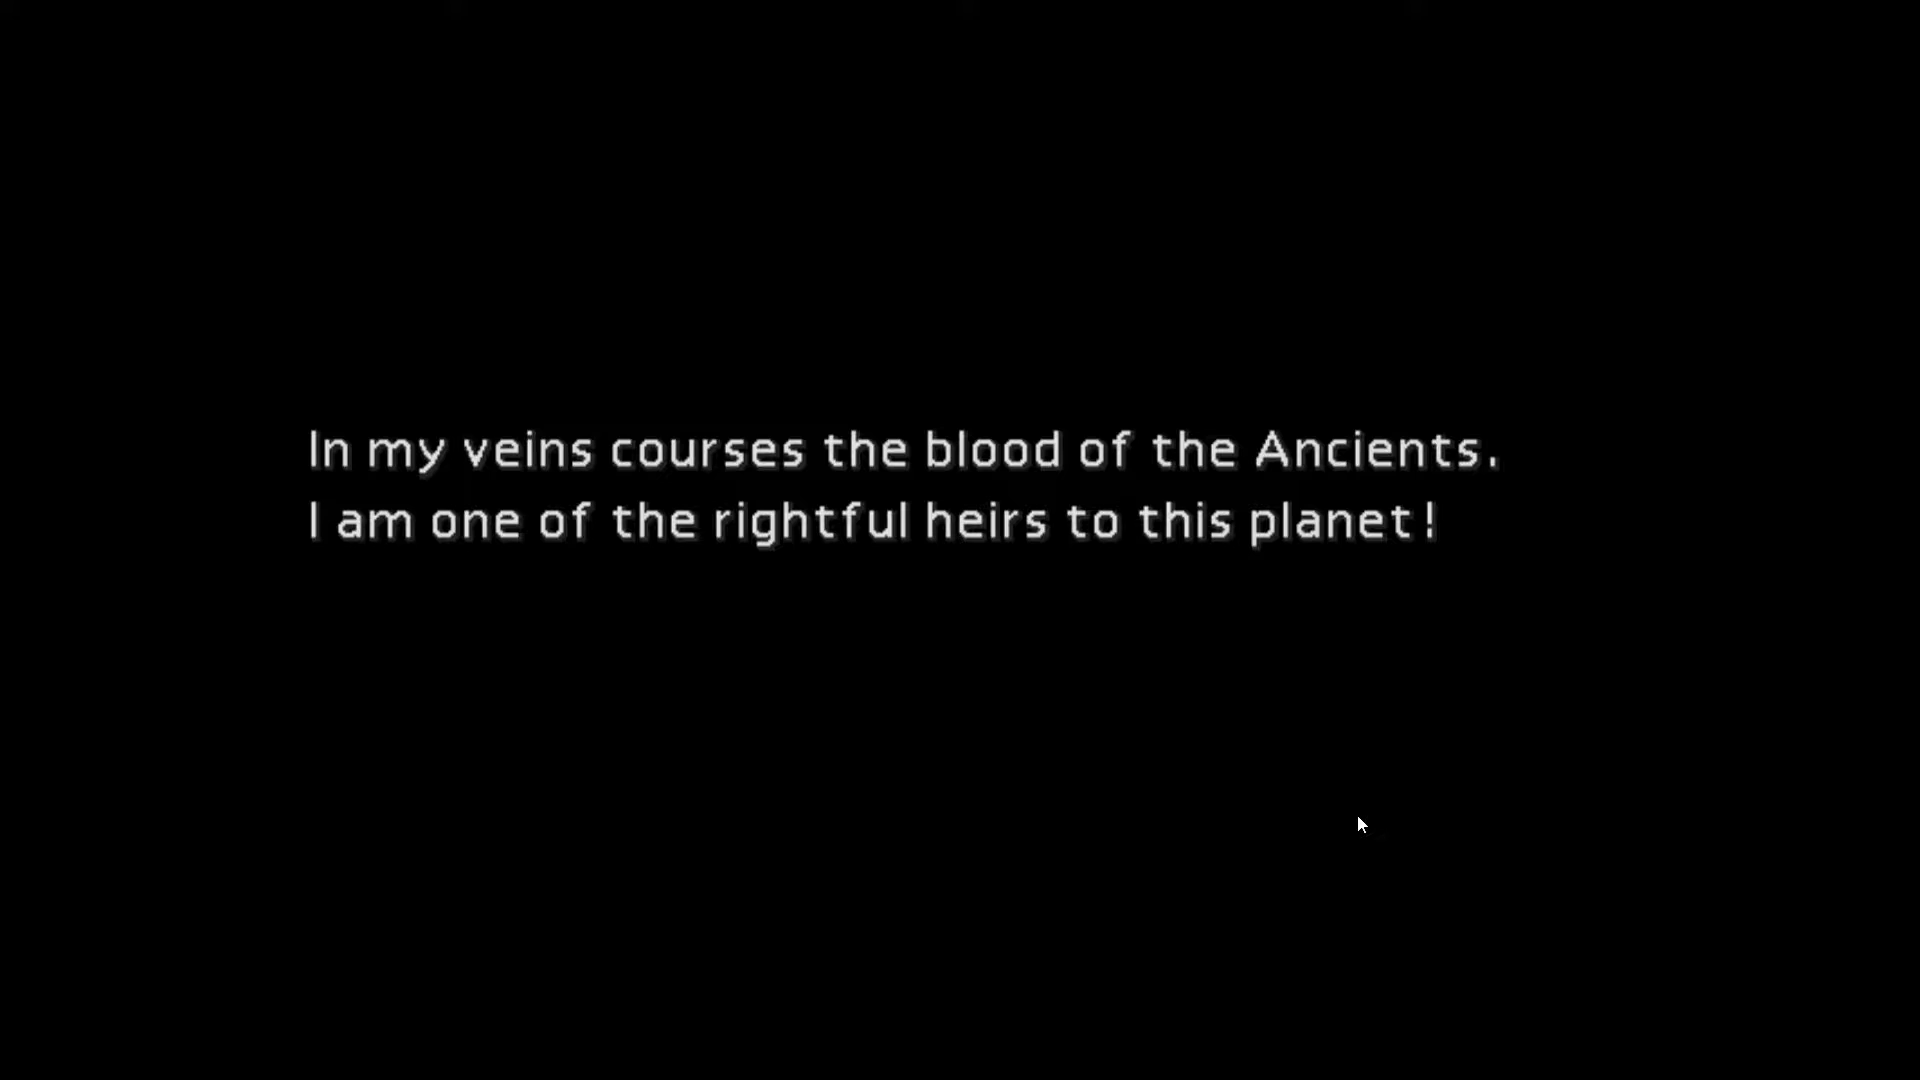 In my veins courses the blood of the Ancients.
I am one of the rightful heirs to this planet!